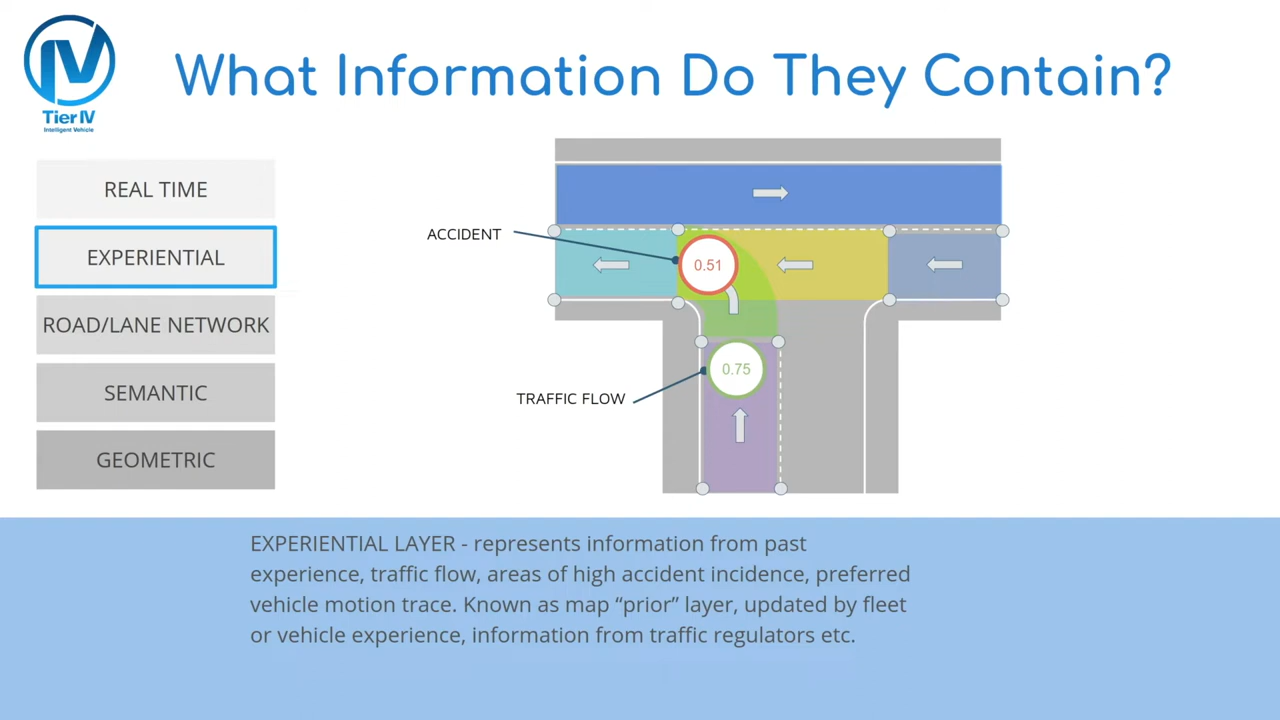 IV
Tier IV
Intelligent Vehicle
What Information Do They Contain?
REAL TIME
EXPERIENTIAL
ROAD/LANE NETWORK
SEMANTIC
GEOMETRIC
ACCIDENT
0.51
0.75
TRAFFIC FLOW
EXPERIENTIAL LAYER - represents information from past
experience, traffic flow, areas of high accident incidence, preferred
vehicle motion trace. Known as map “prior” layer, updated by fleet
or vehicle experience, information from traffic regulators etc.